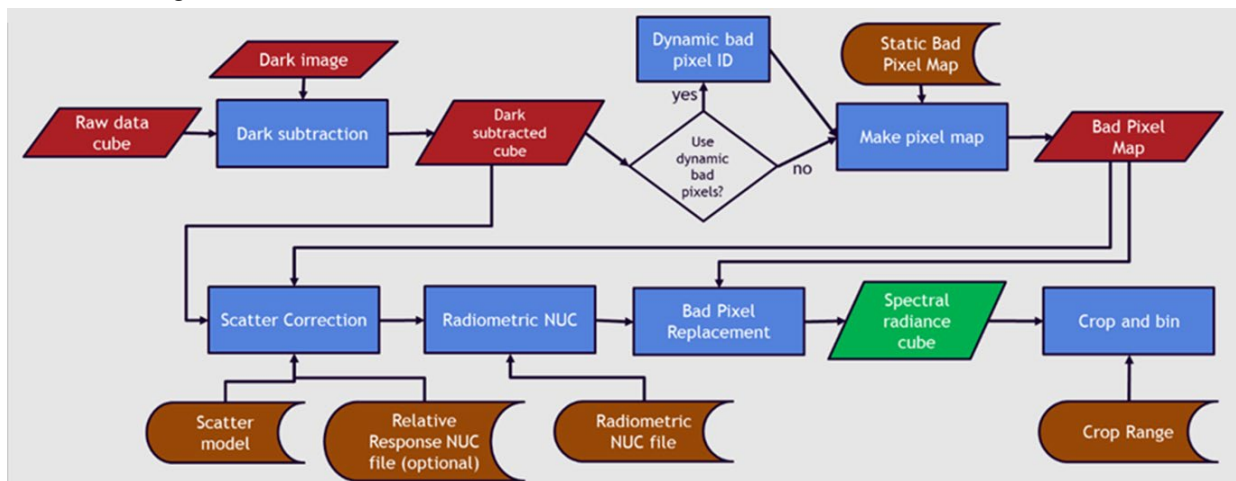 Dark image
Raw data
cube
Dark subtraction
Dark
subtracted
cube
Dynamic bad
pixel ID
yes
Use
dynamic
bad
pixels?
no
Static Bad
Pixel Map
Make pixel map
Bad Pixel
Map
Scatter Correction
Radiometric NUC
Bad Pixel
Replacement
Spectral
radiance
cube
Crop and bin
Scatter
model
Relative
Response NUC
file (optional)
Radiometric
NUC file
Crop Range